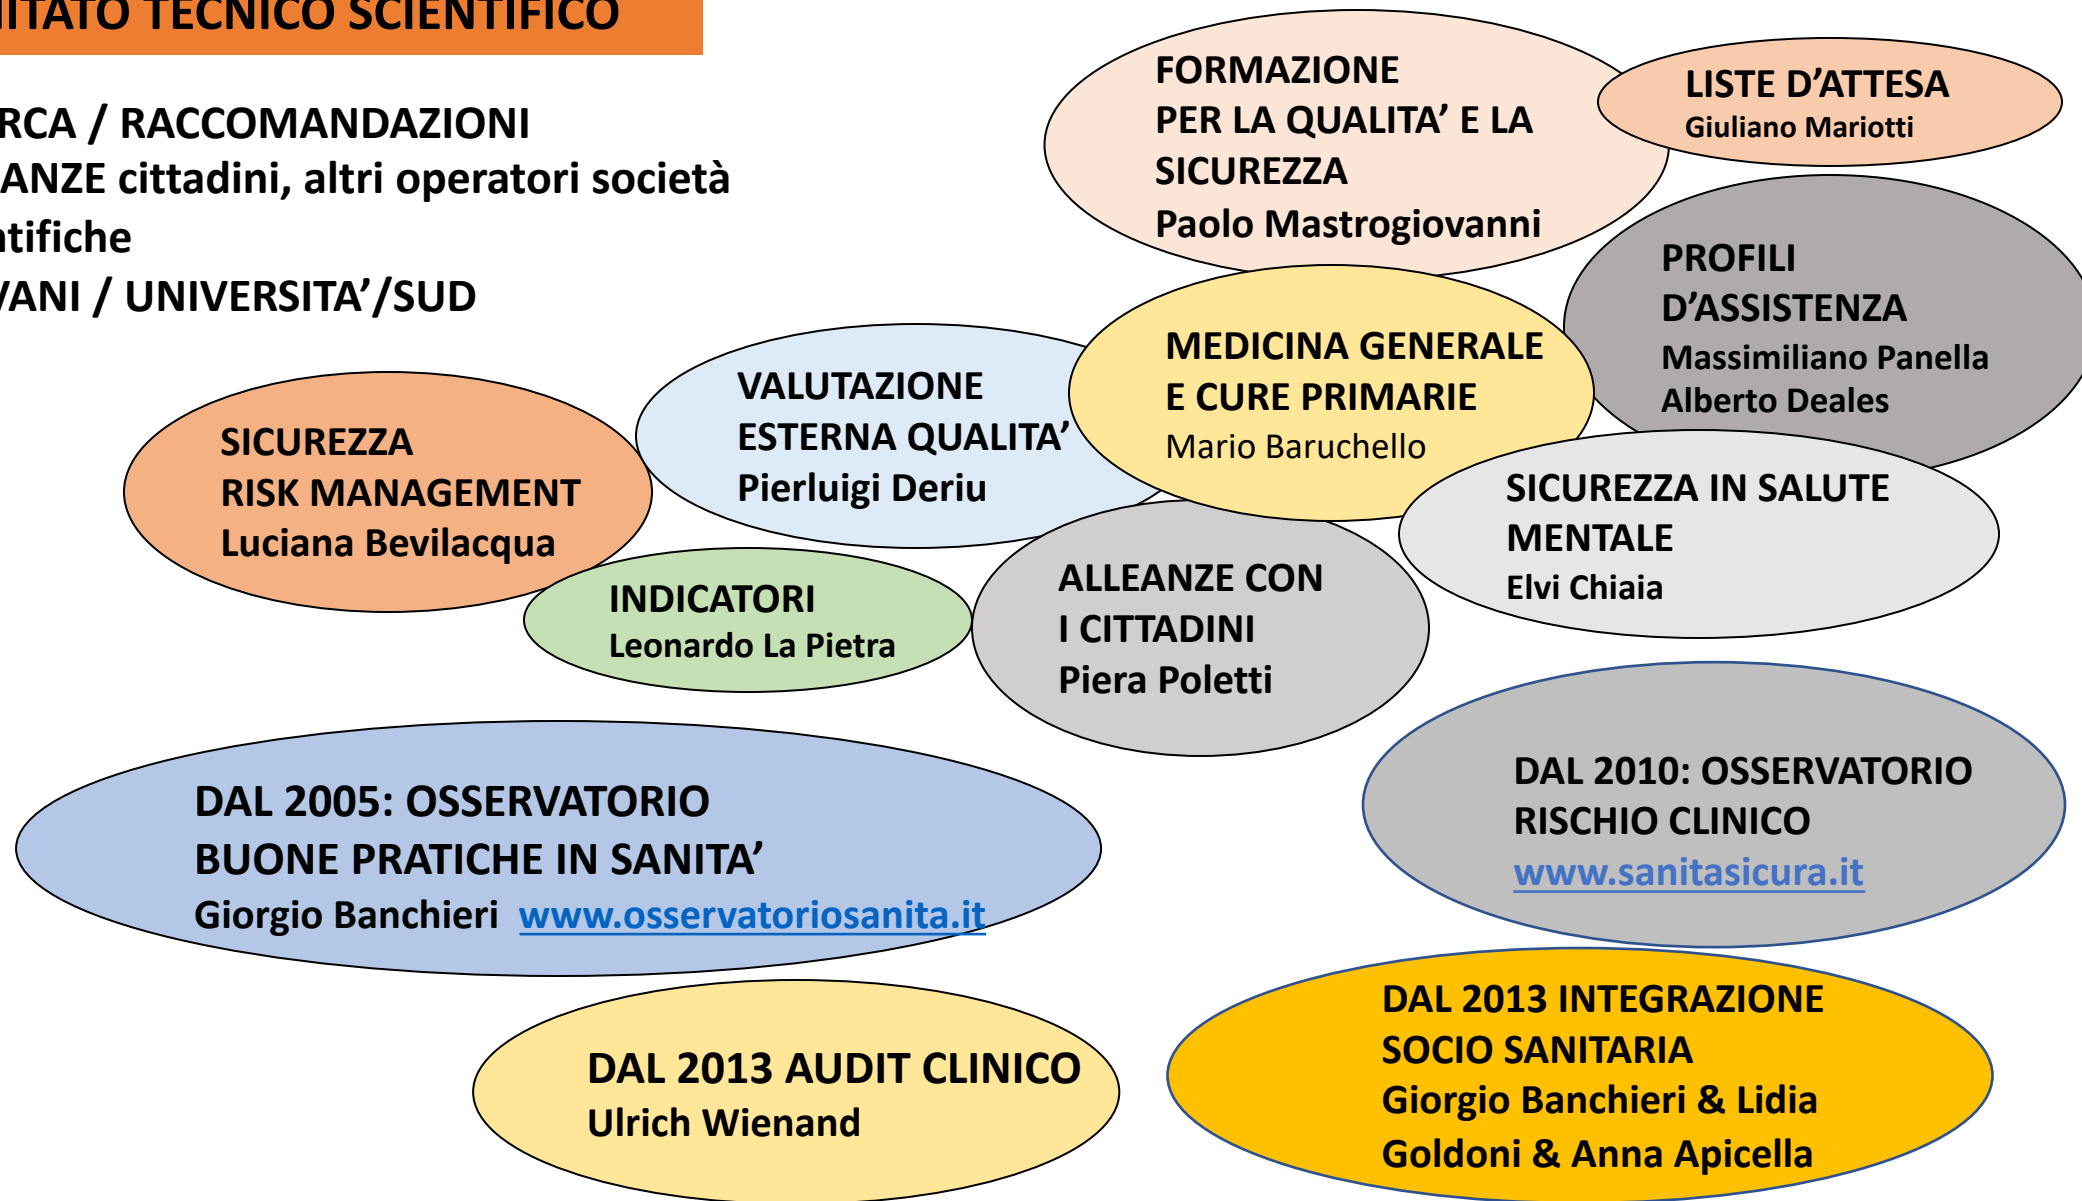 ITATO TECNICO SCIENTIFICO
RCA / RACCOMANDAZIONI
ANZE cittadini, altri operatori società
ntifiche
VANI / UNIVERSITA’/SUD
FORMAZIONE
PER LA QUALITA’ E LA
SICUREZZA
Paolo Mastrogiovanni
LISTE D’ATTESA
Giuliano Mariotti
PROFILI
D’ASSISTENZA
Massimiliano Panella
Alberto Deales
MEDICINA GENERALE
E CURE PRIMARIE
Mario Baruchello
VALUTAZIONE
ESTERNA QUALITA’
Pierluigi Deriu
SICUREZZA
RISK MANAGEMENT
Luciana Bevilacqua
SICUREZZA IN SALUTE
MENTALE
Elvi Chiaia
INDICATORI
Leonardo La Pietra
ALLEANZE CON
I CITTADINI
Piera Poletti
DAL 2005: OSSERVATORIO
BUONE PRATICHE IN SANITA’
Giorgio Banchieri www.osservatoriosanita.it
DAL 2010: OSSERVATORIO
RISCHIO CLINICO
www.sanitasicura.it
DAL 2013 AUDIT CLINICO
Ulrich Wienand
DAL 2013 INTEGRAZIONE
SOCIO SANITARIA
Giorgio Banchieri & Lidia
Goldoni & Anna Apicella